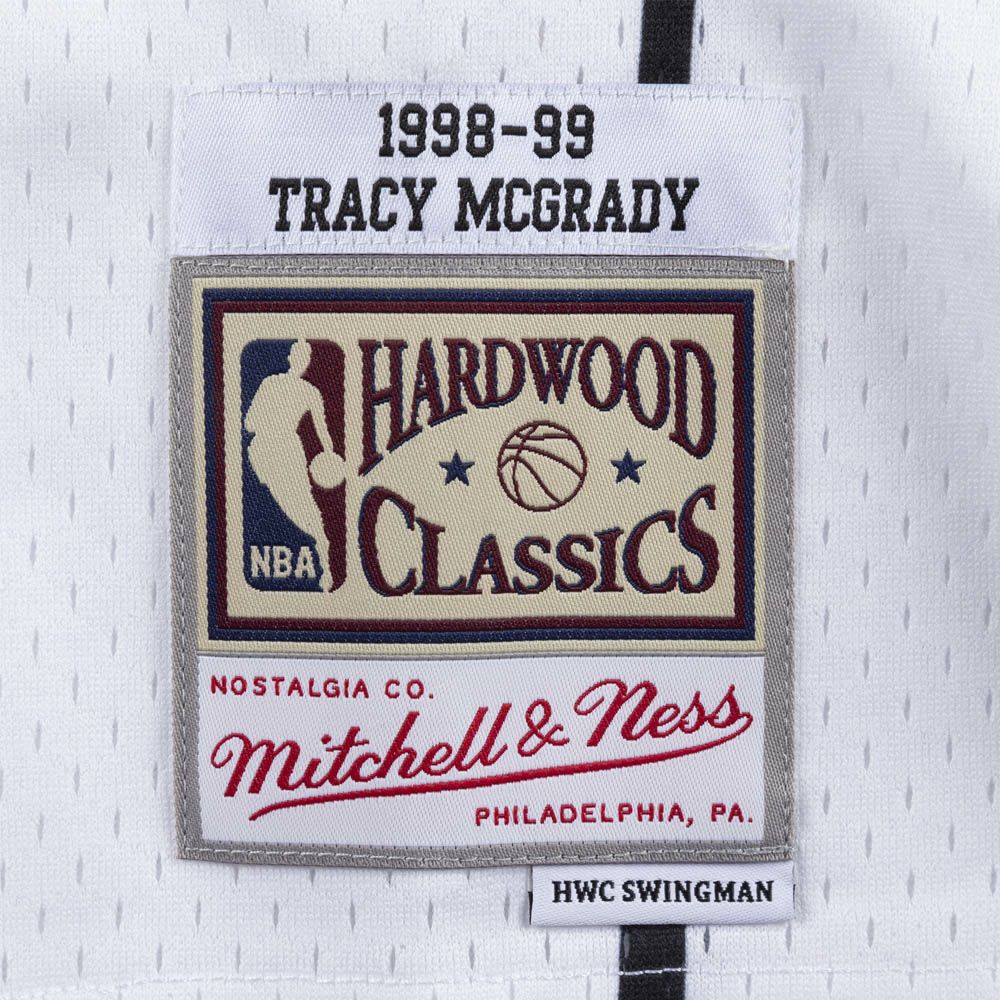 1998-99
TRACY MCGRADY
HARDWOOD
CLASSICS
NBA
NOSTALGIA CO.
Mitchell & Ness
PHILADELPHIA, PA.
HWC SWINGMAN